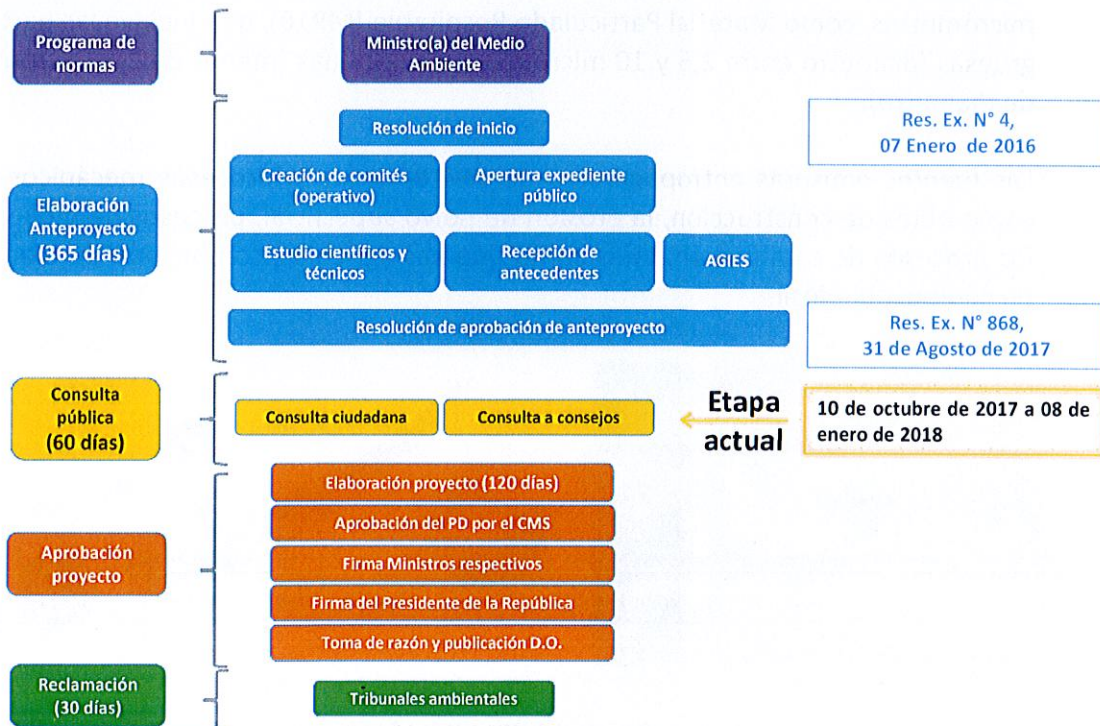 Programa de
normas
Ministro(a) del Medio
Ambiente
Elaboración
Anteproyecto
(365 días)
Resolución de inicio
Res. Ex. N° 4,
07 Enero de 2016
Creación de comités
(operativo)
Apertura expediente
público
Estudio científicos y
técnicos
Recepción de
antecedentes
AGIES
Resolución de aprobación de anteproyecto
Res. Ex. N° 868,
31 de Agosto de 2017
Consulta
pública
(60 días)
Consulta ciudadana
Consulta a consejos
Etapa
actual
10 de octubre de 2017 a 08 de
enero de 2018
Aprobación
proyecto
Elaboración proyecto (120 días)
Aprobación del PD por el CMS
Firma Ministros respectivos
Firma del Presidente de la República
Toma de razón y publicación D.O.
Reclamación
(30 días)
Tribunales ambientales